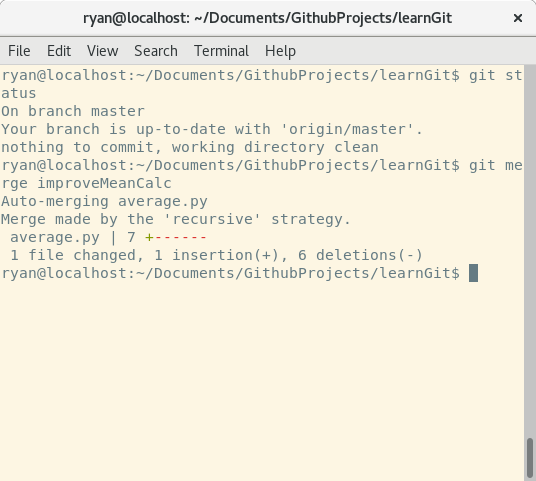 ryan@localhost: ~/Documents/GithubProjects/learnGit ×
File Edit View Search Terminal Help
ryan@localhost:~/Documents/GithubProjects/learnGit$ git st
atus
On branch master
Your branch is up-to-date with 'origin/master'.
nothing to commit, working directory clean
ryan@localhost:~/Documents/GithubProjects/learnGit$ git me
rge improveMeanCalc
Auto-merging average.py
Merge made by the 'recursive' strategy.
 average.py | 7 +------
 1 file changed, 1 insertion(+), 6 deletions(-)
ryan@localhost:~/Documents/GithubProjects/learnGit$